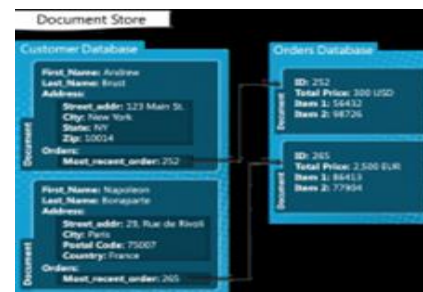 Document Store
Customer Database
First_Name: Andrew
Last_Name: Brust
Address:
Street_addr: 123 Main St.
City: New York
State: NY
Zip: 10014
Orders:
Most_recent_order: 252
Document
First_Name: Napoleon
Last_Name: Bonaparte
Address:
Street_addr: 29, Rue de Rivoli
City: Paris
Postal Code: 75007
Country: France
Orders:
Most_recent_order: 265
Document
Orders Database
ID: 252
Total Price: 300 USD
Item 1: 56432
Item 2: 98726
Document
ID: 265
Total Price: 2,500 EUR
Item 1: 86413
Item 2: 77904
Document